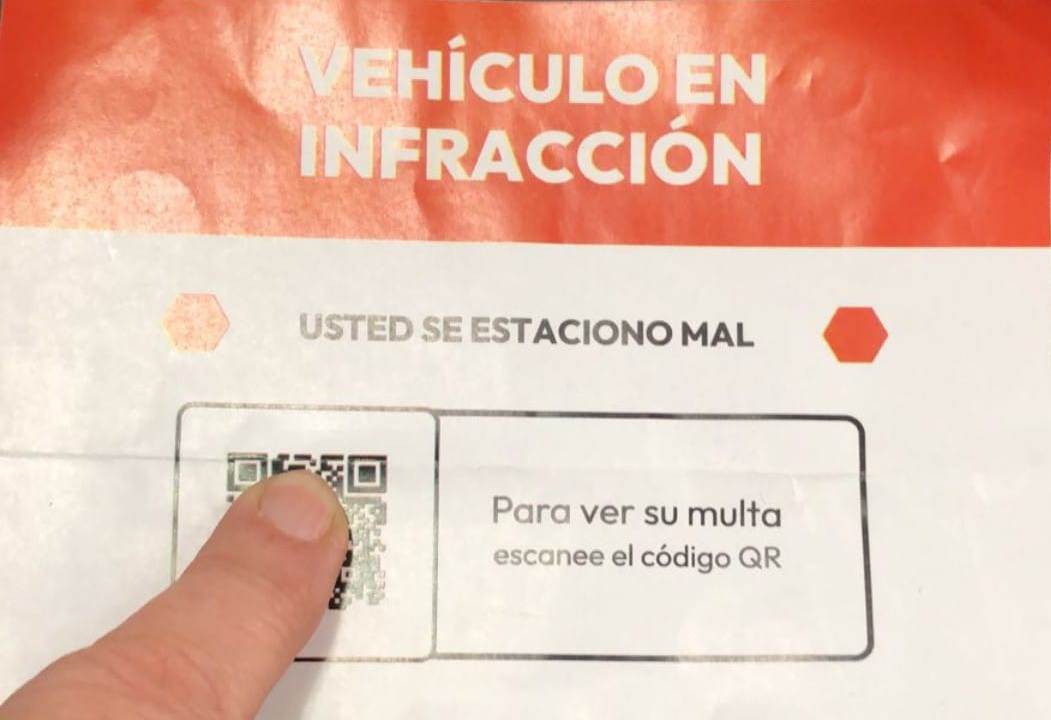 VEHÍCULO EN
INFRACCIÓN
USTED SE ESTACIONO MAL
Para ver su multa
escanee el código QR